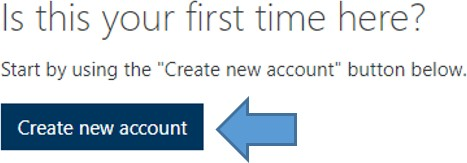 Is this your first time here?
Start by using the "Create new account" button below.
Create new account